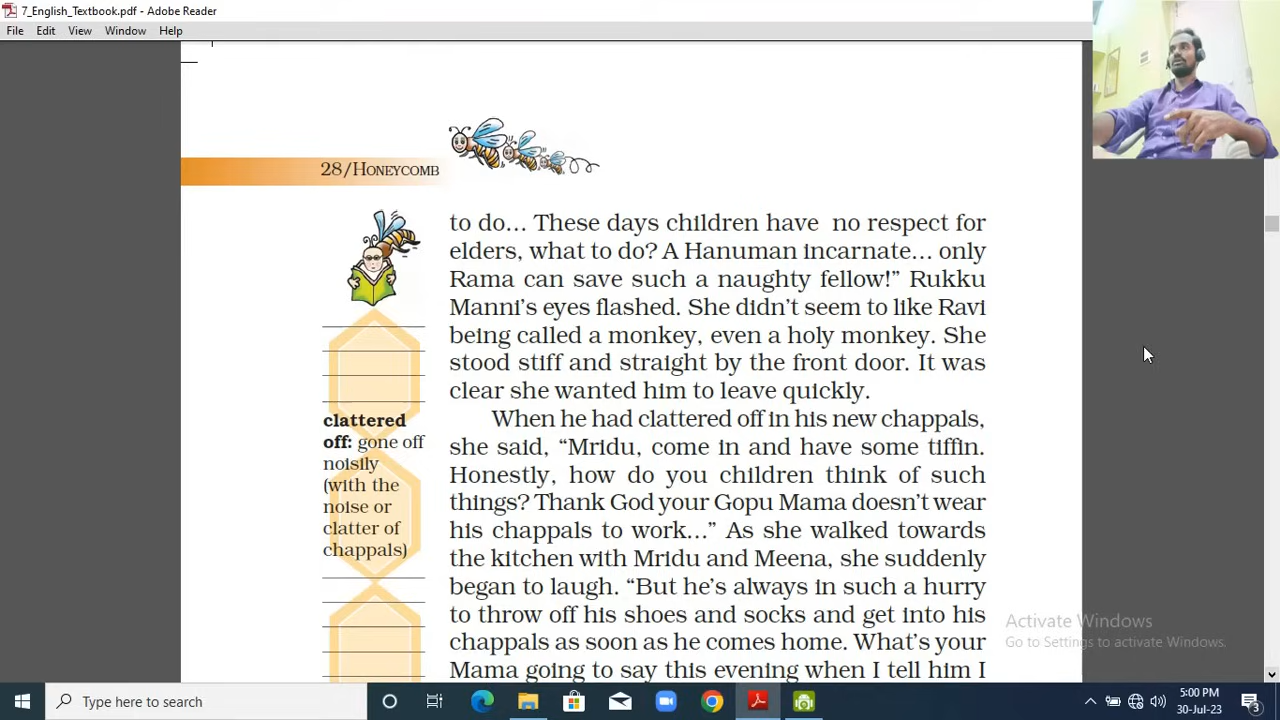 7_English_Textbook.pdf - Adobe Reader
File Edit View Window Help
28/HONEYCOMB
to do... These days children have no respect for
elders, what to do? A Hanuman incarnate... only
Rama can save such a naughty fellow!” Rukku
Manni’s eyes flashed. She didn’t seem to like Ravi
being called a monkey, even a holy monkey. She
stood stiff and straight by the front door. It was
clear she wanted him to leave quickly.
When he had clattered off in his new chappals,
she said, “Mridu, come in and have some tiffin.
Honestly, how do you children think of such
things? Thank God your Gopu Mama doesn’t wear
his chappals to work...” As she walked towards
the kitchen with Mridu and Meena, she suddenly
began to laugh. “But he’s always in such a hurry
to throw off his shoes and socks and get into his
chappals as soon as he comes home. What’s your
Mama going to say this evening when I tell him I
clattered
off: gone off
noisily
(with the
noise or
clatter of
chappals)
Activate Windows
Go to Settings to activate Windows.
Type here to search
5:00 PM
30-Jul-23
3